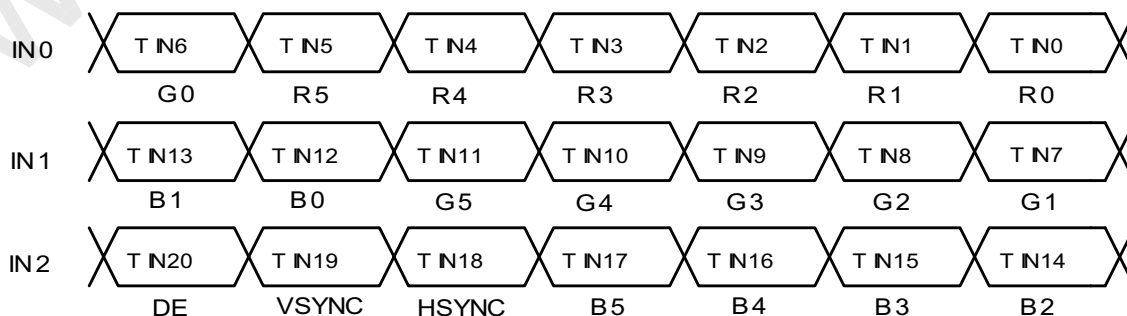 IN0 TIN6 TIN5 TIN4 TIN3 TIN2 TIN1 TIN0
G0 R5 R4 R3 R2 R1 R0
IN1 TIN13 TIN12 TIN11 TIN10 TIN9 TIN8 TIN7
B1 B0 G5 G4 G3 G2 G1
IN2 TIN20 TIN19 TIN18 TIN17 TIN16 TIN15 TIN14
DE VSYNC HSYNC B5 B4 B3 B2